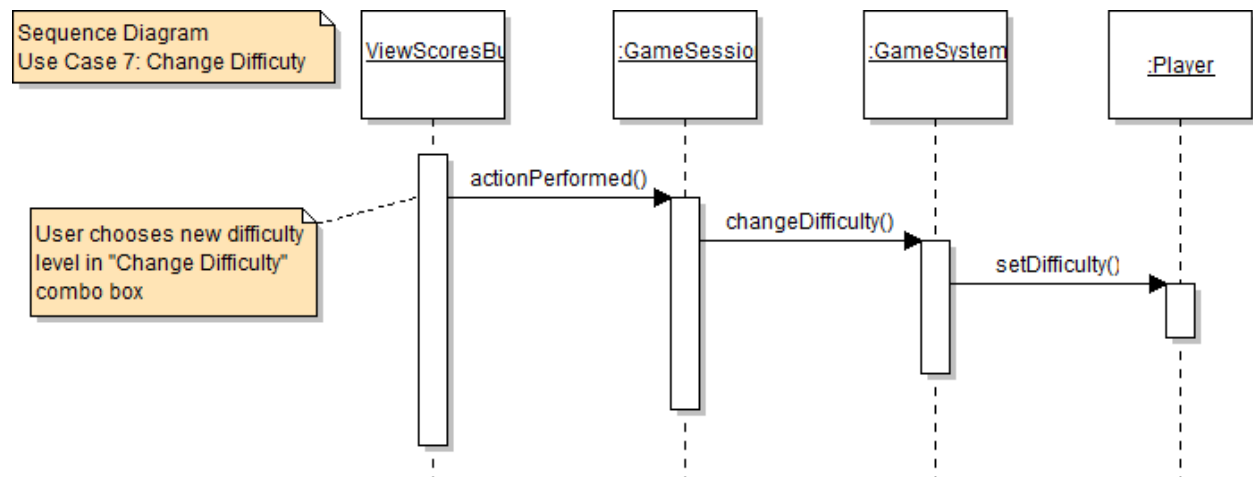 Sequence Diagram
Use Case 7: Change Difficuty
ViewScoresBu
:GameSessio
:GameSystem
:Player
actionPerformed()
changeDifficulty()
setDifficulty()
User chooses new difficulty
level in "Change Difficulty"
combo box